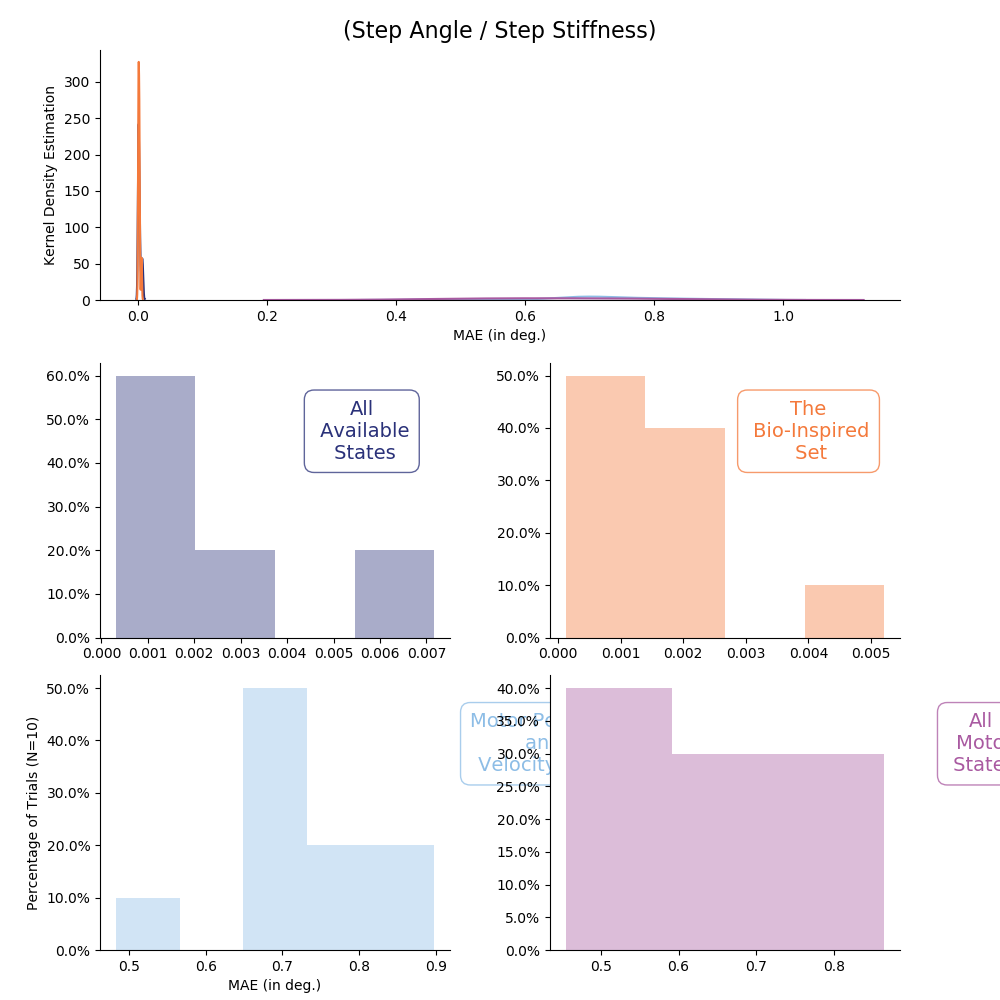 (Step Angle / Step Stiffness)
Kernel Density Estimation
300
250
200
150
100
50
0
0.0 0.2 0.4 0.6 0.8 1.0
MAE (in deg.)
60.0%
50.0%
40.0%
30.0%
20.0%
10.0%
0.0%
All
Available
States
0.000 0.001 0.002 0.003 0.004 0.005 0.006 0.007
50.0%
40.0%
30.0%
20.0%
10.0%
0.0%
The
Bio-Inspired
Set
0.000 0.001 0.002 0.003 0.004 0.005
Percentage of Trials (N=10)
50.0%
40.0%
30.0%
20.0%
10.0%
0.0%
Motor
Velocity
0.5 0.6 0.7 0.8 0.9
MAE (in deg.)
40.0%
35.0%
30.0%
25.0%
20.0%
15.0%
10.0%
5.0%
0.0%
All
Moto
State
0.5 0.6 0.7 0.8